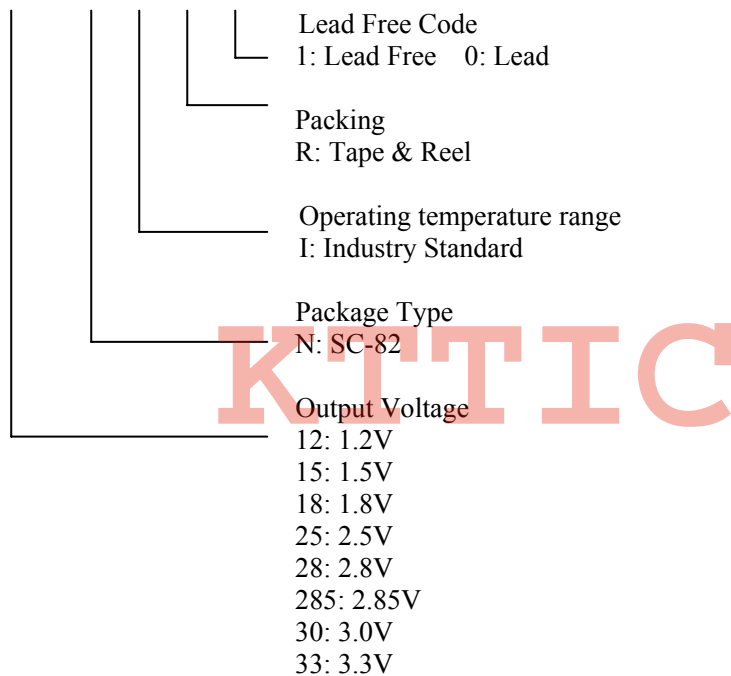 Lead Free Code
1: Lead Free 0: Lead
Packing
R: Tape & Reel
Operating temperature range
I: Industry Standard
Package Type
N: SC-82
KTTIC
Output Voltage
12: 1.2V
15: 1.5V
18: 1.8V
25: 2.5V
28: 2.8V
285: 2.85V
30: 3.0V
33: 3.3V